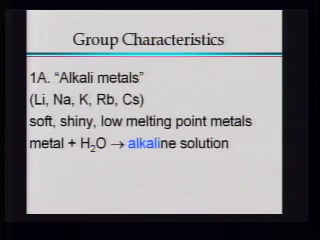 Group Characteristics
1A. “Alkali metals”
(Li, Na, K, Rb, Cs)
soft, shiny, low melting point metals
metal + H₂O → alkaline solution